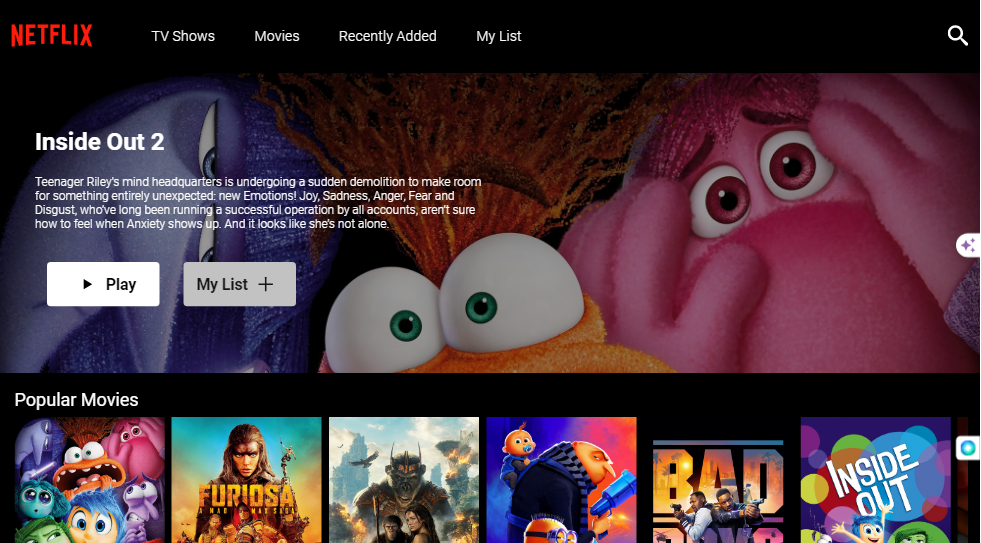 NETFLIX
TV Shows
Movies
Recently Added
My List
Inside Out 2
Teenager Riley's mind headquarters is undergoing a sudden demolition to make room
for something entirely unexpected: new Emotions! Joy, Sadness, Anger, Fear and
Disgust, who've long been running a successful operation by all accounts, aren't sure
how to feel when Anxiety shows up. And it looks like she's not alone.
Play
My List
Popular Movies
FURIOSA
A MAD MAX SAGA
BAD
BOYS
INSIDE
OUT